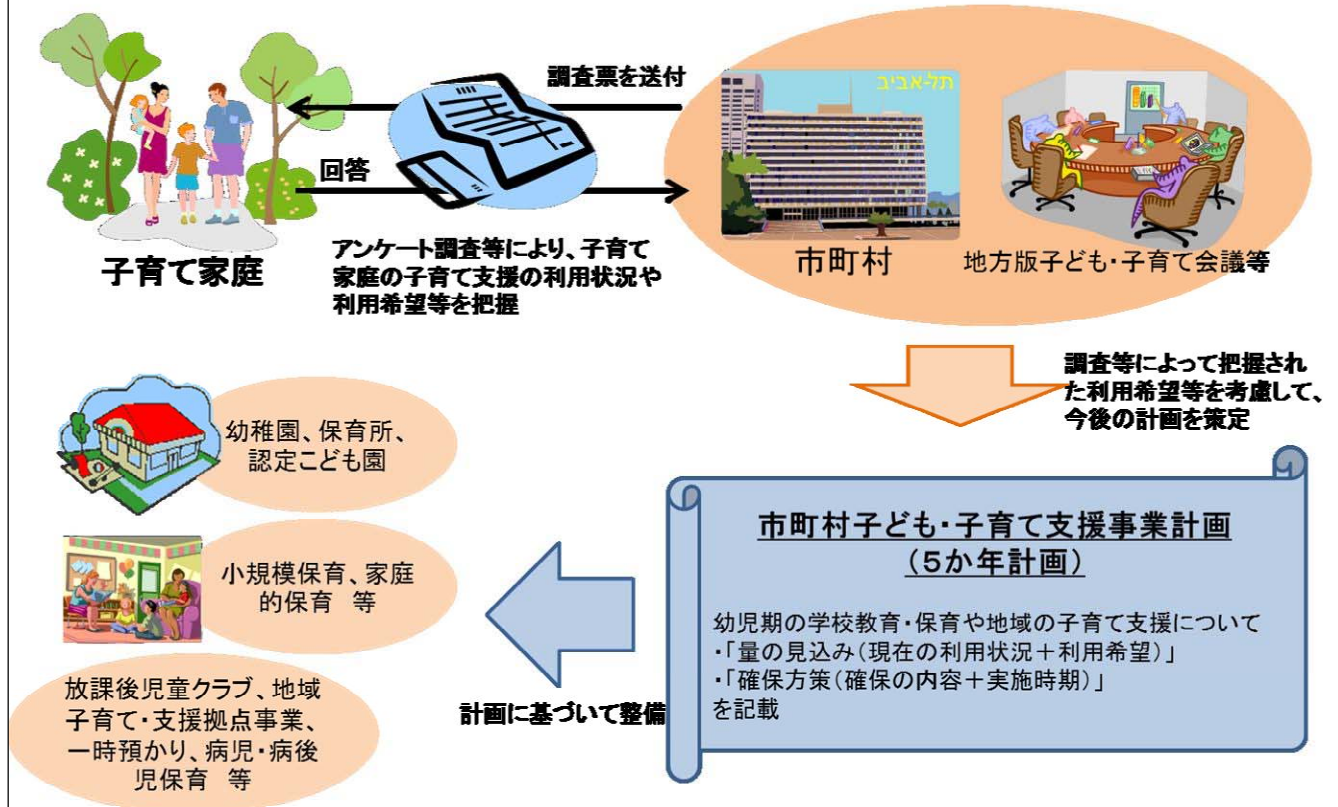 調査票を送付
回答
アンケート調査等により、子育て
家庭の子育て支援の利用状況や
利用希望等を把握
子育て家庭
תל-אביב
市町村
地方版子ども・子育て会議等
調査等によって把握され
た利用希望等を考慮して、
今後の計画を策定
市町村子ども・子育て支援事業計画
(5か年計画)
幼児期の学校教育・保育や地域の子育て支援について
・「量の見込み(現在の利用状況+利用希望)」
・「確保方策(確保の内容+実施時期)」
を記載
計画に基づいて整備
幼稚園、保育所、
認定こども園
小規模保育、家庭
的保育 等
放課後児童クラブ、地域
子育て・支援拠点事業、
一時預かり、病児・病後
児保育 等